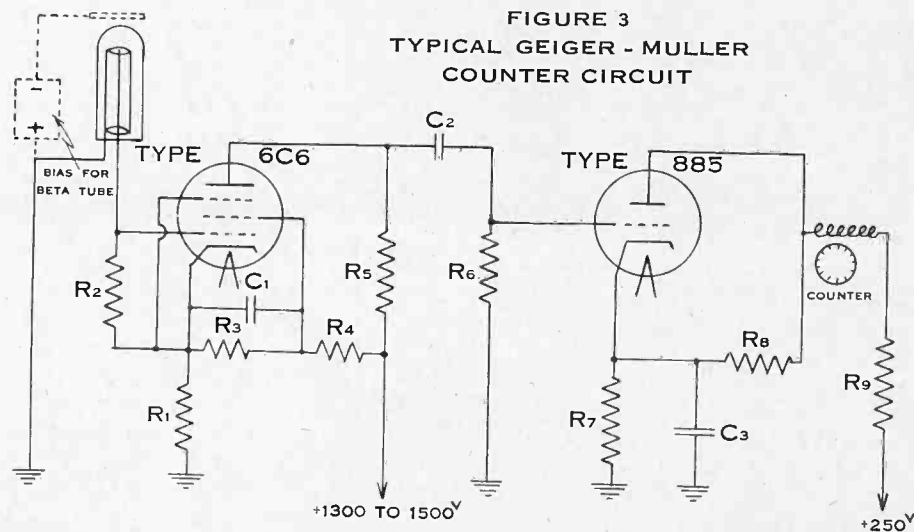 FIGURE 3
TYPICAL GEIGER - MULLER
COUNTER CIRCUIT
−
+
BIAS FOR
BETA TUBE
TYPE 6C6
C2
TYPE 885
R2
C1
R3
R4
R5
R6
COUNTER
R8
R9
R1
R7
C3
+1300 TO 1500V
+250V